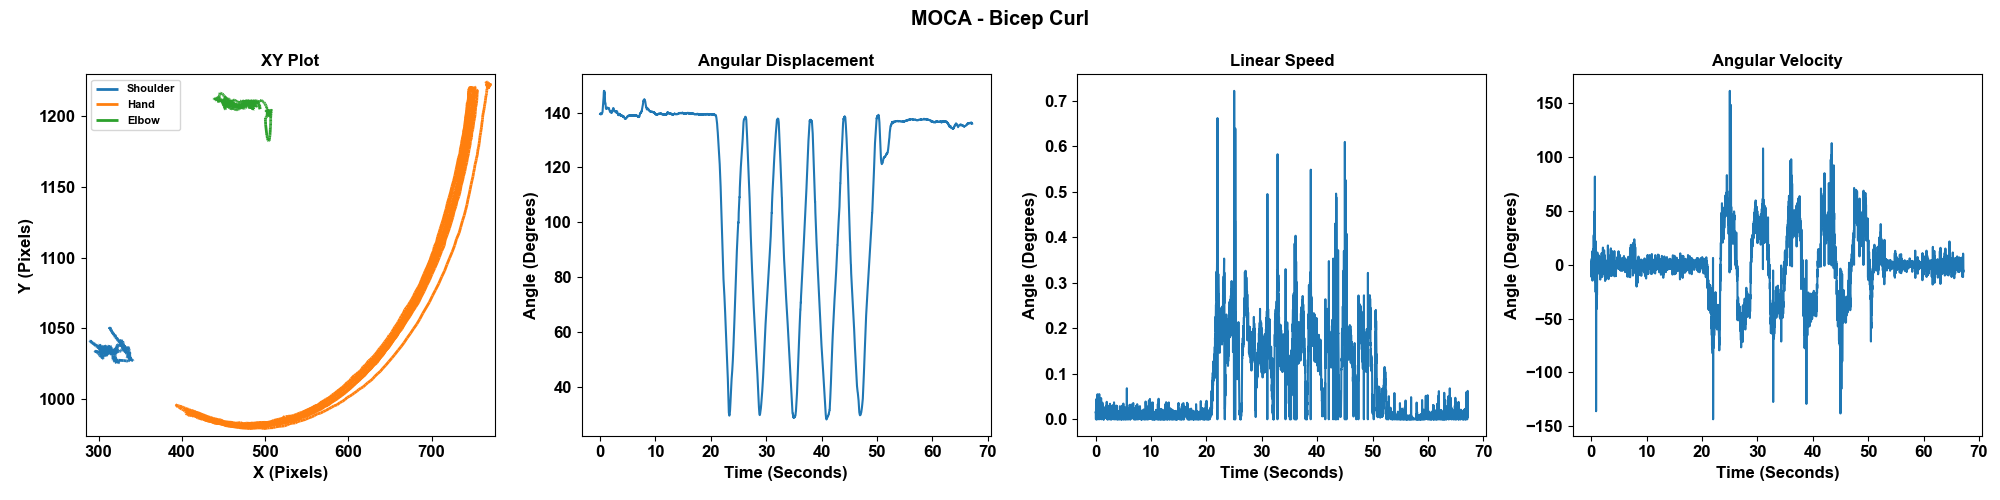 MOCA - Bicep Curl
XY Plot
Shoulder
Hand
Elbow
Y (Pixels)
1200
1150
1100
1050
1000
300 400 500 600 700
X (Pixels)
Angular Displacement
Angle (Degrees)
140
120
100
80
60
40
0 10 20 30 40 50 60 70
Time (Seconds)
Linear Speed
Angle (Degrees)
0.7
0.6
0.5
0.4
0.3
0.2
0.1
0.0
0 10 20 30 40 50 60 70
Time (Seconds)
Angular Velocity
Angle (Degrees)
150
100
50
0
−50
−100
−150
0 10 20 30 40 50 60 70
Time (Seconds)